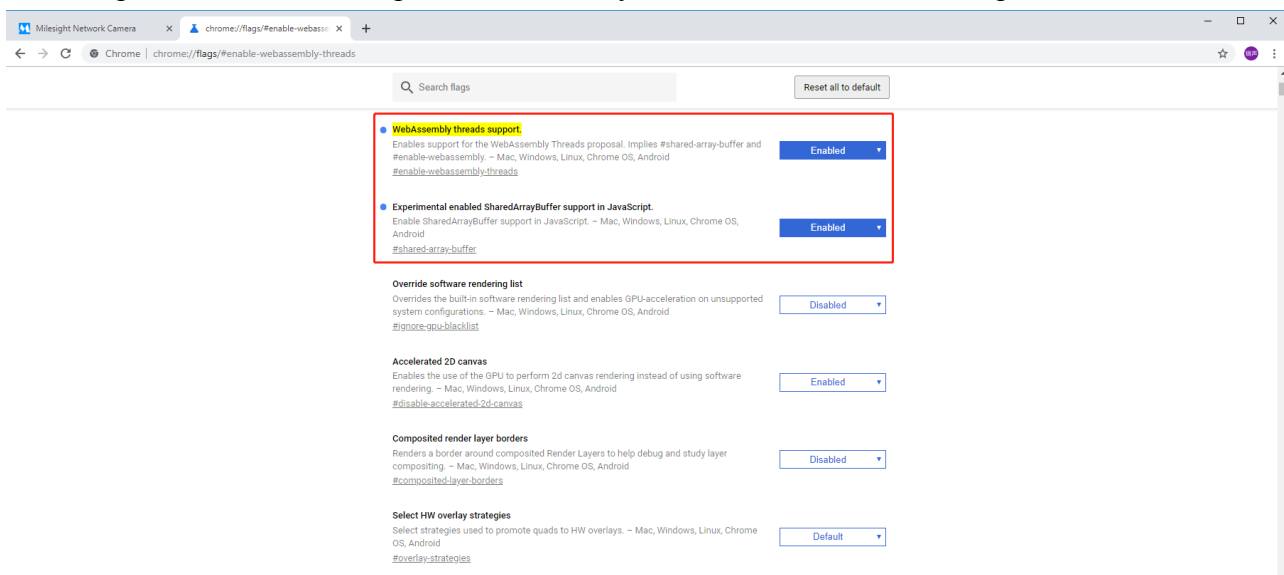 Milesight Network Camera
chrome://flags/#enable-webasse
Chrome | chrome://flags/#enable-webassembly-threads
Search flags
Reset all to default
WebAssembly threads support.
Enables support for the WebAssembly Threads proposal. Implies #shared-array-buffer and
#enable-webassembly. – Mac, Windows, Linux, Chrome OS, Android
#enable-webassembly-threads
Enabled
Experimental enabled SharedArrayBuffer support in JavaScript.
Enable SharedArrayBuffer support in JavaScript. – Mac, Windows, Linux, Chrome OS,
Android
#shared-array-buffer
Enabled
Override software rendering list
Overrides the built-in software rendering list and enables GPU-acceleration on unsupported
system configurations. – Mac, Windows, Linux, Chrome OS, Android
#ignore-gpu-blacklist
Disabled
Accelerated 2D canvas
Enables the use of the GPU to perform 2d canvas rendering instead of using software
rendering. – Mac, Windows, Linux, Chrome OS, Android
#disable-accelerated-2d-canvas
Enabled
Composited render layer borders
Renders a border around composited Render Layers to help debug and study layer
compositing. – Mac, Windows, Linux, Chrome OS, Android
#composited-layer-borders
Disabled
Select HW overlay strategies
Select strategies used to promote quads to HW overlays. – Mac, Windows, Linux, Chrome
OS, Android
#overlay-strategies
Default